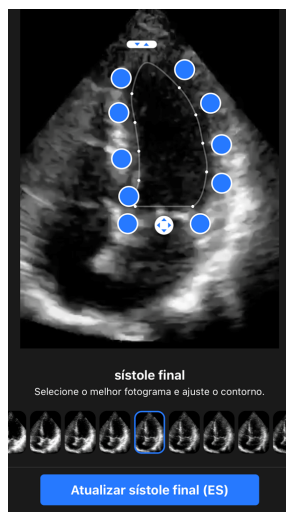 sístole final
Selecione o melhor fotograma e ajuste o contorno.
Atualizar sístole final (ES)